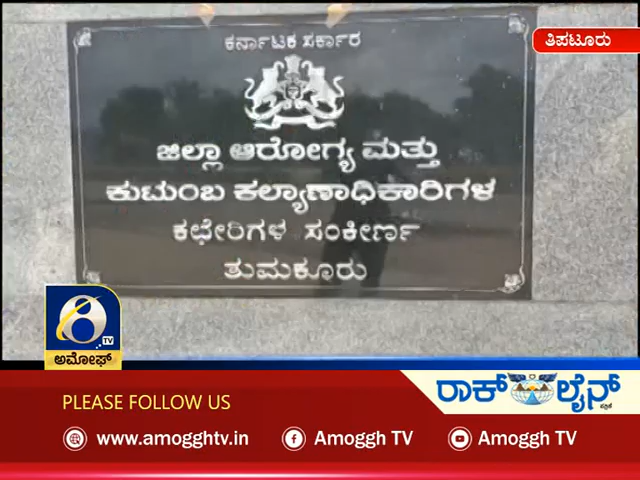 ತಿಪಟೂರು
ಕರ್ನಾಟಕ ಸರ್ಕಾರ
ಜಿಲ್ಲಾ ಆರೋಗ್ಯ ಮತ್ತು
ಕುಟುಂಬ ಕಲ್ಯಾಣಾಧಿಕಾರಿಗಳ
ಕಛೇರಿಗಳ ಸಂಕೀರ್ಣ
ತುಮಕೂರು
TV
ಅಮೋಘ್
ರಾಕ್ ಲೈನ್
PLEASE FOLLOW US
www.amogghtv.in
Amoggh TV
Amoggh TV